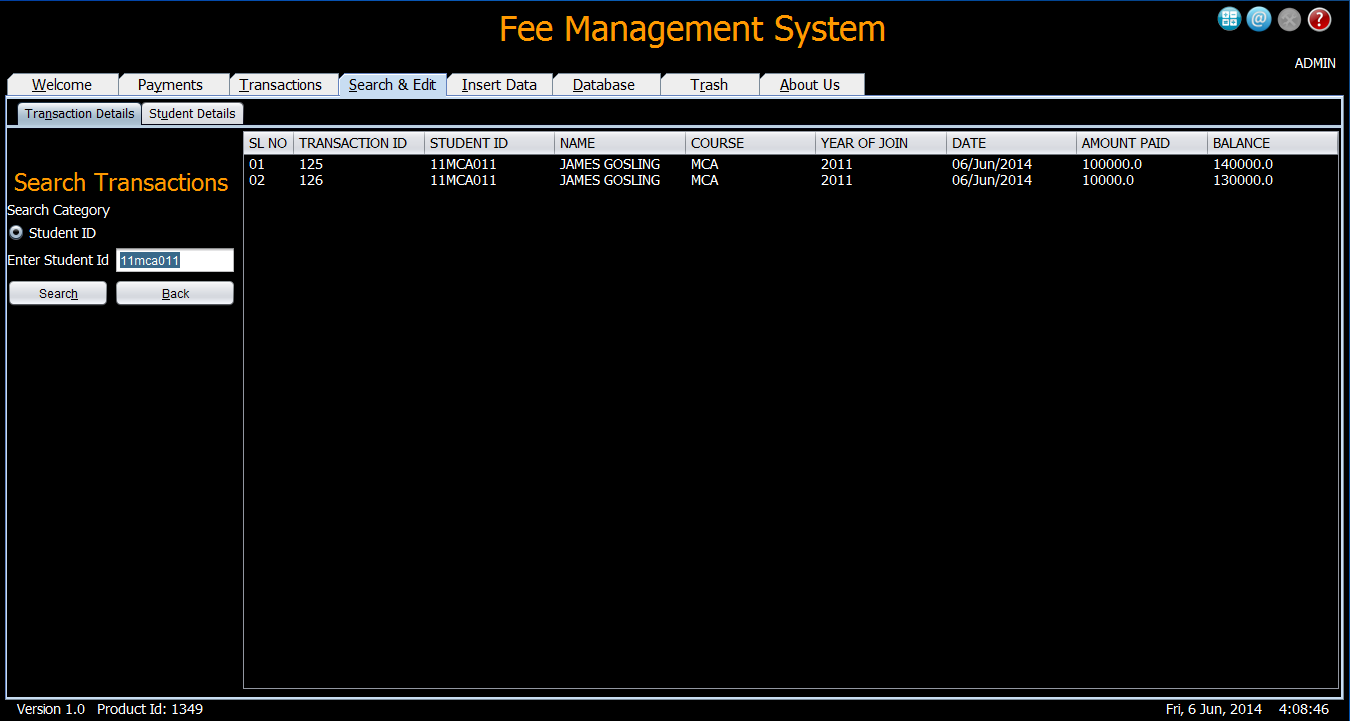 Fee Management System
ADMIN
Welcome Payments Transactions Search & Edit Insert Data Database Trash About Us
Transaction Details Student Details
SL NO TRANSACTION ID STUDENT ID NAME COURSE YEAR OF JOIN DATE AMOUNT PAID BALANCE
01 125 11MCA011 JAMES GOSLING MCA 2011 06/Jun/2014 100000.0 140000.0
02 126 11MCA011 JAMES GOSLING MCA 2011 06/Jun/2014 10000.0 130000.0
Search Transactions
Search Category
Student ID
Enter Student Id 11mca011
Search Back
Version 1.0 Product Id: 1349 Fri, 6 Jun, 2014 4:08:46